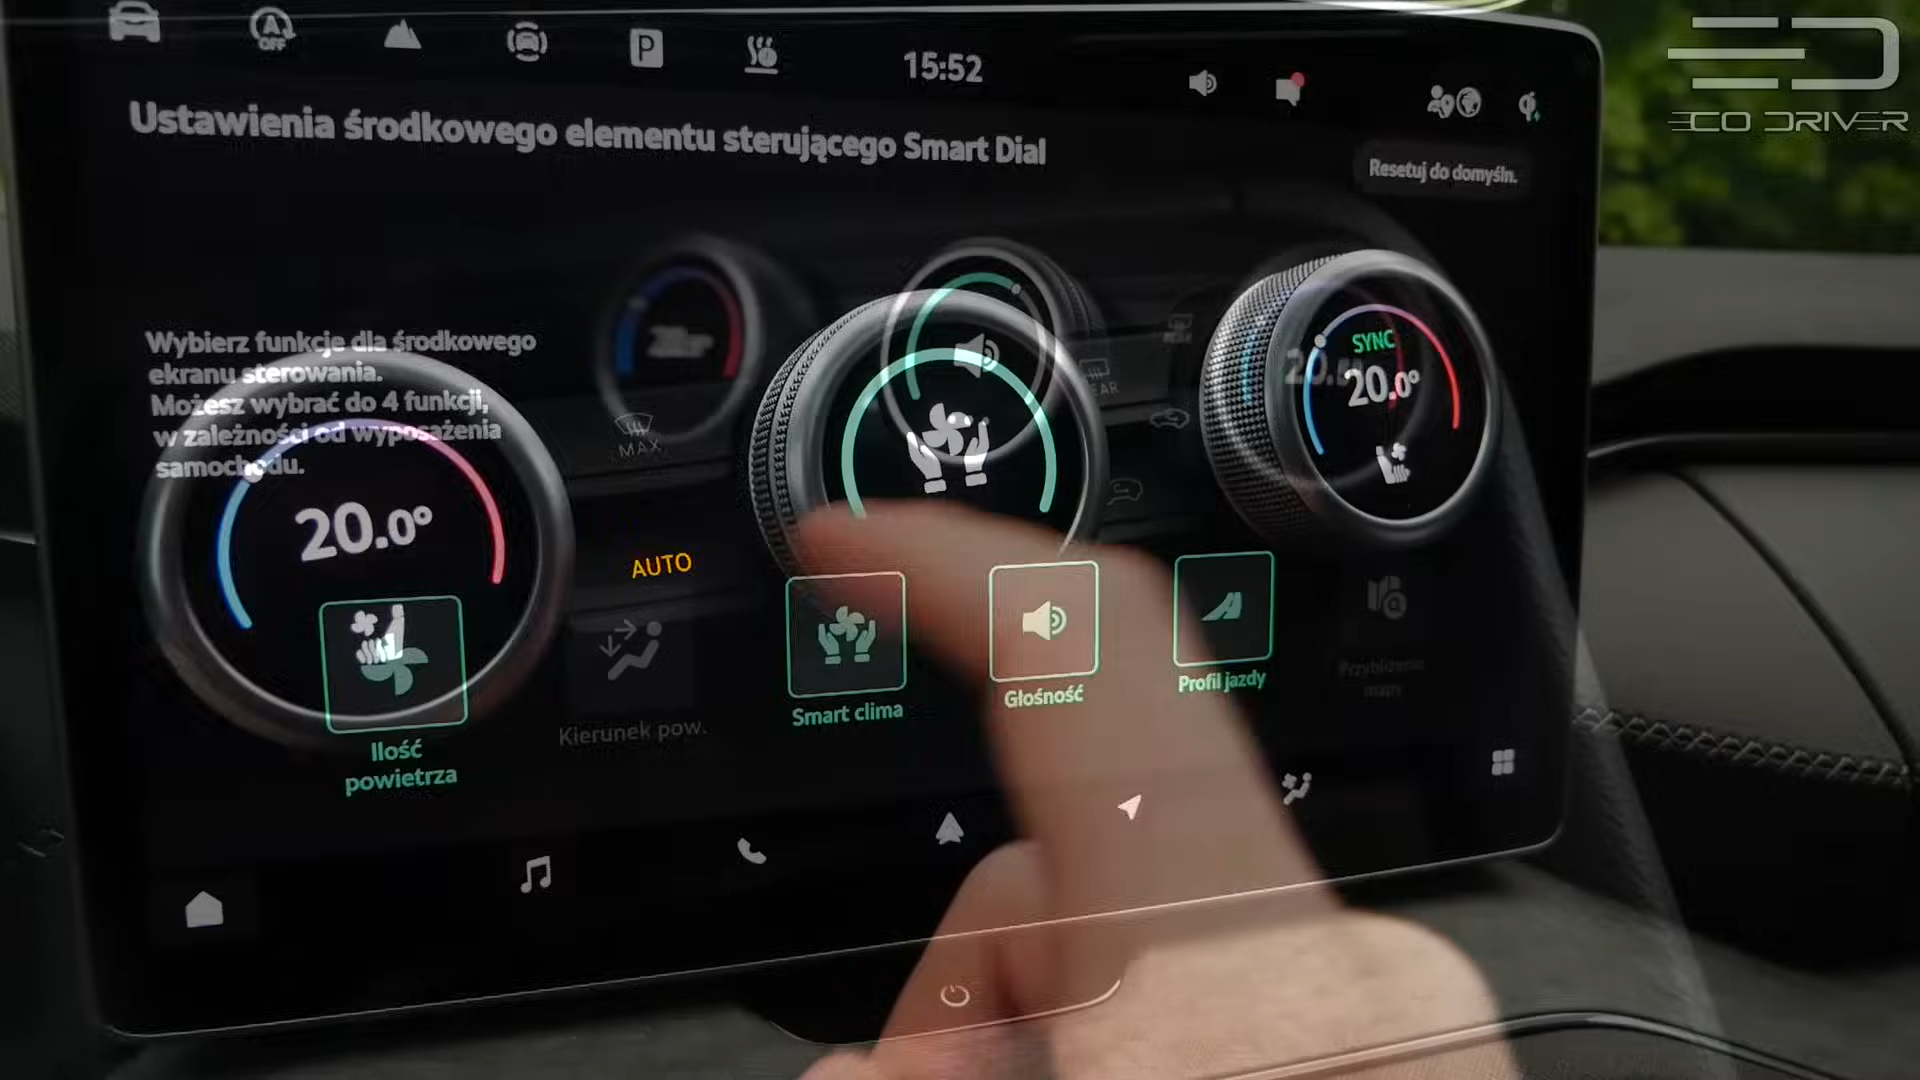 15:52
ECO DRIVER
Ustawienia środkowego elementu sterującego Smart Dial
Resetuj do domyśln.
Wybierz funkcje dla środkowego
ekranu sterowania.
Możesz wybrać do 4 funkcji,
w zależności od wyposażenia
samochodu.
MAX
SYNC
20.0°
20.0°
AUTO
Ilość
powietrza
Kierunek pow.
Smart clima
Głośność
Profil jazdy
Przybliżenie
mapy